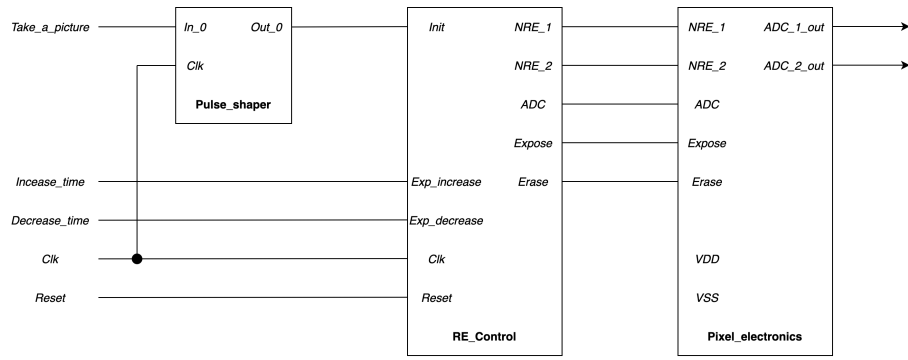 Take_a_picture In_0 Out_0 Init NRE_1 NRE_1 ADC_1_out
Clk NRE_2 NRE_2 ADC_2_out
Pulse_shaper ADC ADC
Expose Expose
Incease_time Exp_increase Erase Erase
Decrease_time Exp_decrease
Clk Clk VDD
Reset Reset VSS
RE_Control Pixel_electronics